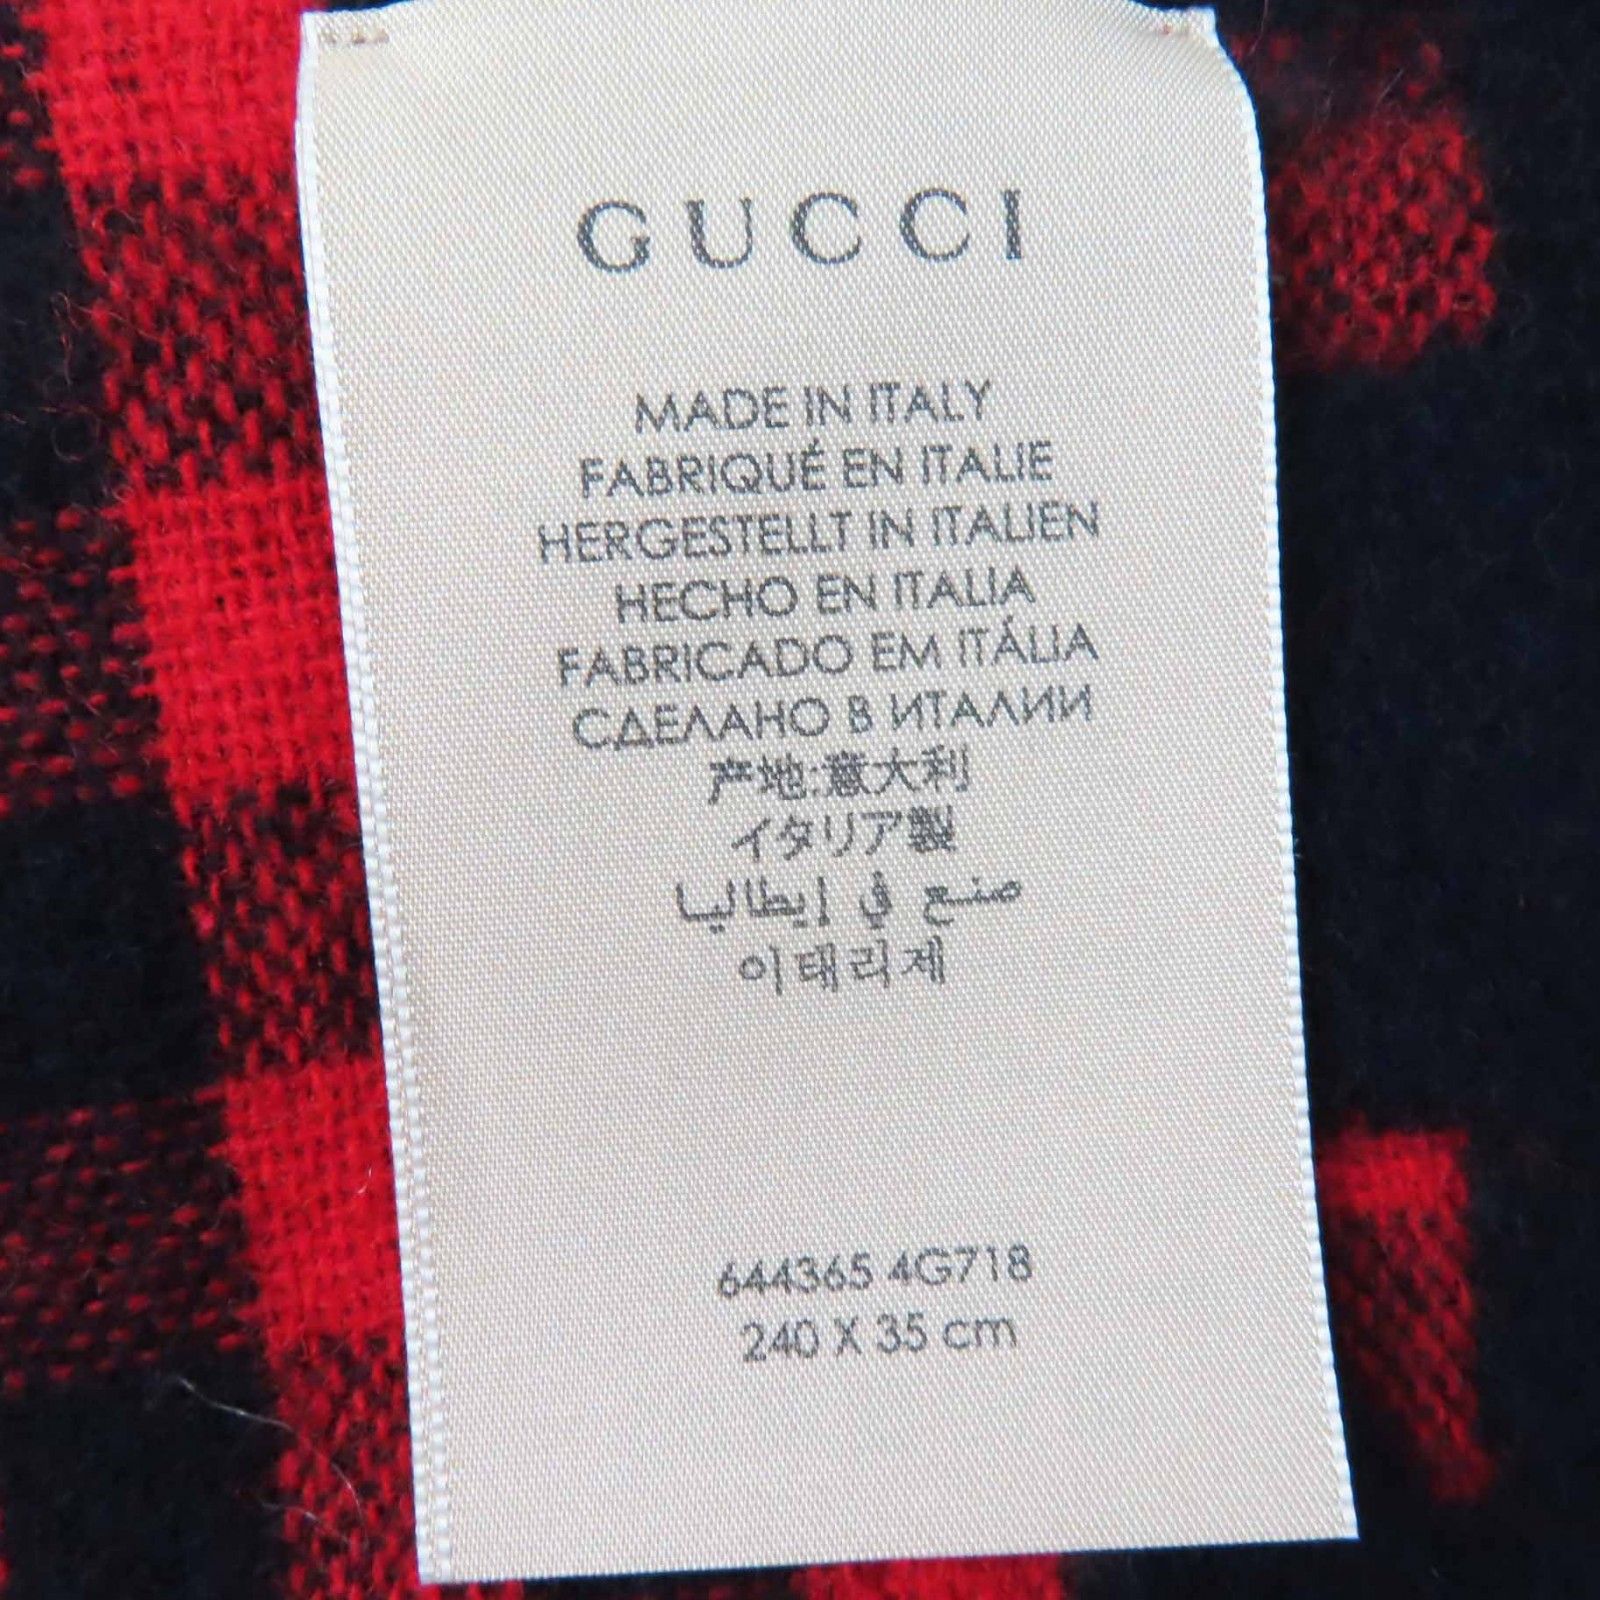 GUCCI
MADE IN ITALY
FABRIQUÉ EN ITALIE
HERGESTELLT IN ITALIEN
HECHO EN ITALIA
FABRICADO EM ITÁLIA
СДЕЛАНО В ИТАЛИИ
产地:意大利
イタリア製
صنع في إيطاليا
이태리제
644365 4G718
240 X 35 cm